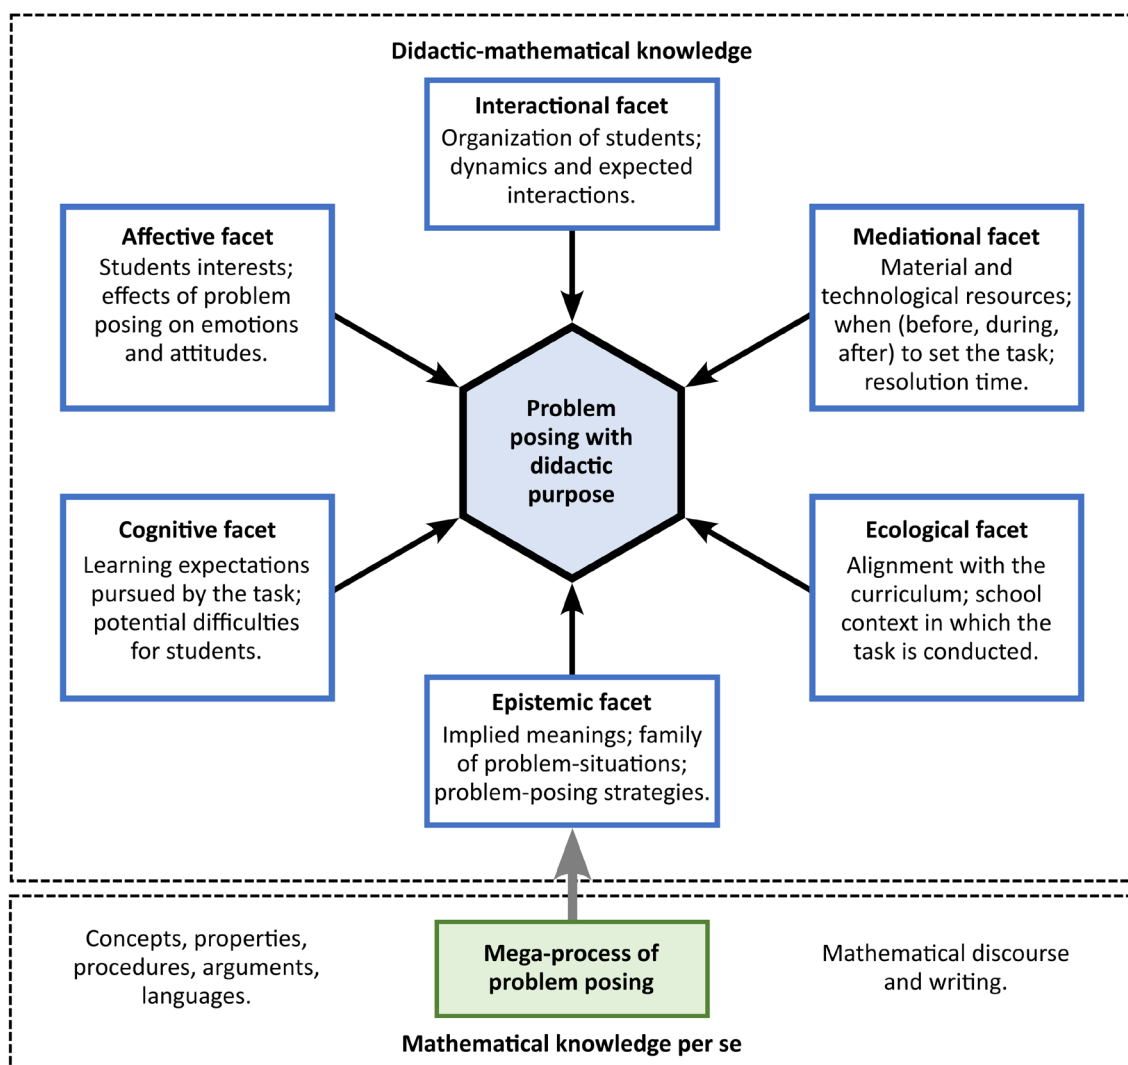 Didactic-mathematical knowledge
Interactional facet
Organization of students;
dynamics and expected
interactions.
Affective facet
Students interests;
effects of problem
posing on emotions
and attitudes.
Mediational facet
Material and
technological resources;
when (before, during,
after) to set the task;
resolution time.
Problem
posing with
didactic
purpose
Cognitive facet
Learning expectations
pursued by the task;
potential difficulties
for students.
Ecological facet
Alignment with the
curriculum; school
context in which the
task is conducted.
Epistemic facet
Implied meanings; family
of problem-situations;
problem-posing strategies.
Concepts, properties,
procedures, arguments,
languages.
Mega-process of
problem posing
Mathematical discourse
and writing.
Mathematical knowledge per se